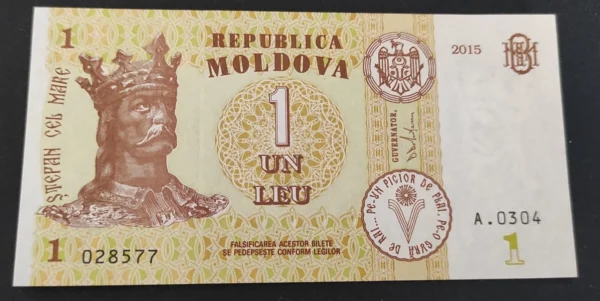 1
REPUBLICA
MOLDOVA
2015
ȘTEFAN CEL MARE
1
UN
LEU
GUVERNATOR,
PE-UN PICIOR DE PLAI, PE-O GURĂ DE RAI...
A.0304
1
028577
FALSIFICAREA ACESTOR BILETE
SE PEDEPSEȘTE CONFORM LEGILOR
1